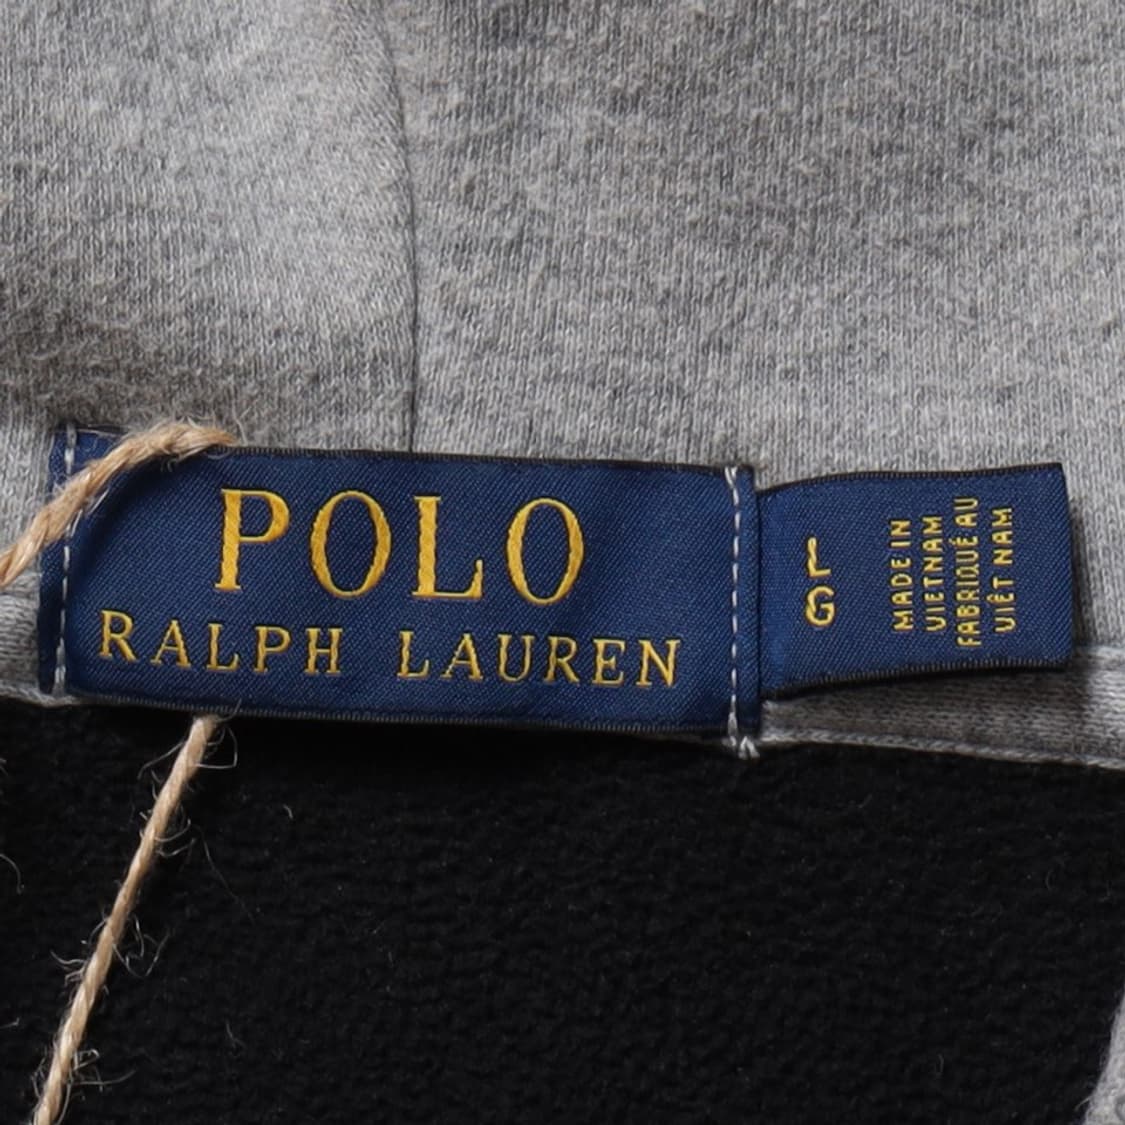 POLO
RALPH LAUREN
L
G
MADE IN
VIETNAM
FABRIQUÉ AU
VIÊT NAM